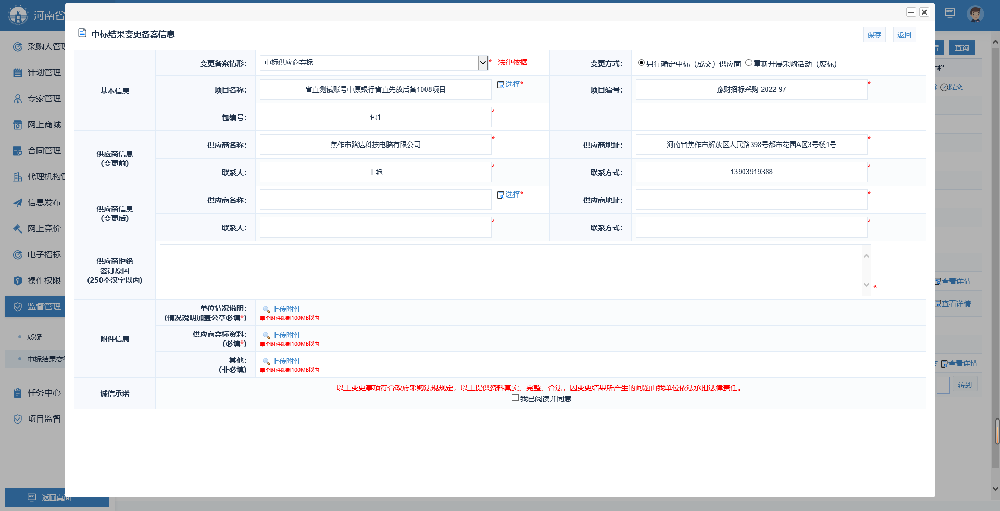 河南省
采购人管理
计划管理
专家管理
网上商城
合同管理
代理机构管
信息发布
网上竞价
电子招标
操作权限
监督管理
质疑
中标结果变更
任务中心
项目监督
返回桌面
中标结果变更备案信息
保存
返回
基本信息
变更备案情形：
中标供应商弃标
* 法律依据
变更方式：
另行确定中标（成交）供应商
重新开展采购活动（废标）
项目名称：
省直测试账号中原银行省直先放后备1008项目
选择*
项目编号：
豫财招标采购-2022-97
*
包编号：
包1
*
供应商信息
(变更前)
供应商名称：
焦作市路达科技电脑有限公司
*
供应商地址：
河南省焦作市解放区人民路398号都市花园A区3号楼1号
*
联系人：
王艳
*
联系方式：
13903919388
*
供应商信息
(变更后)
供应商名称：
选择*
供应商地址：
*
联系人：
*
联系方式：
*
供应商拒绝
签订原因
(250个汉字以内)
*
附件信息
单位情况说明：
(情况说明加盖公章必填*)
上传附件
单个附件限制100MB以内
供应商弃标资料：
(必填*)
上传附件
单个附件限制100MB以内
其他：
(非必填)
上传附件
单个附件限制100MB以内
诚信承诺
以上变更事项符合政府采购法规规定，以上提供资料真实、完整、合法，因变更结果所产生的问题由我单位依法承担法律责任。
我已阅读并同意
查询
栏
提交
查看详情
查看详情
查看详情
转到